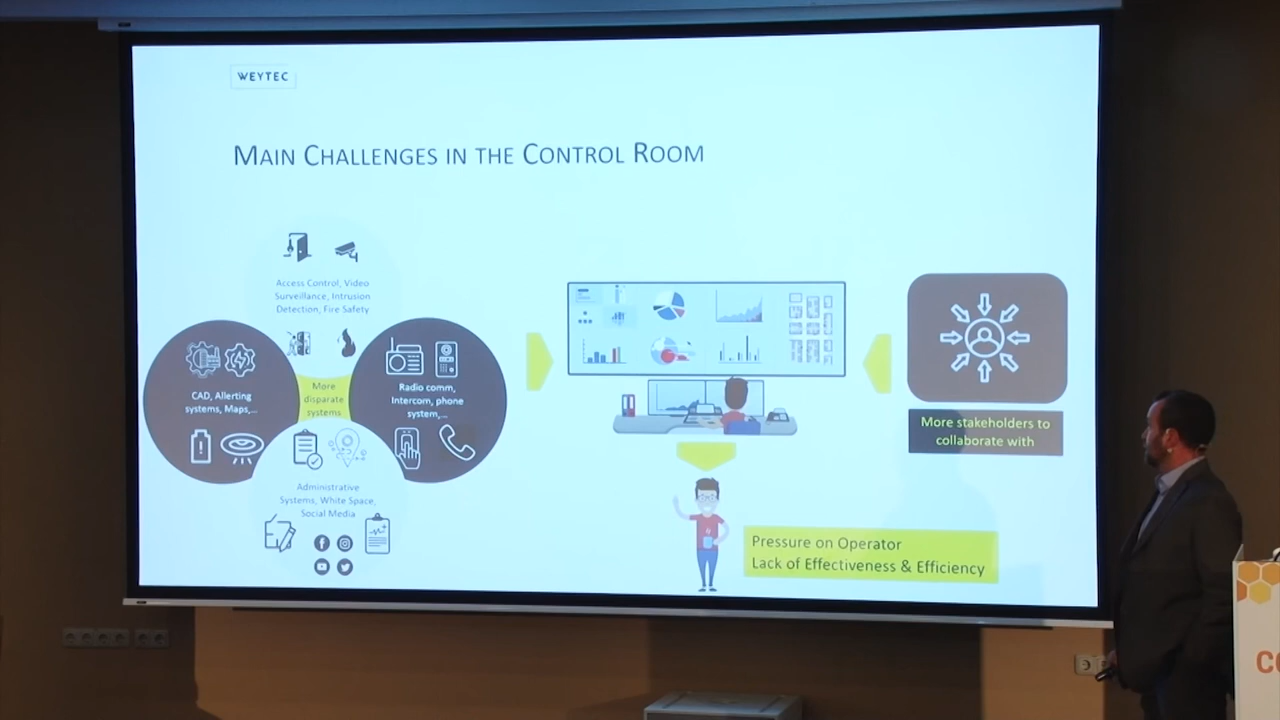 WEYTEC
MAIN CHALLENGES IN THE CONTROL ROOM
Access Control, Video
Surveillance, Intrusion
Detection, Fire Safety
CAD, Allerting
systems, Maps,...
More
disparate
systems
Radio comm,
Intercom, phone
system,...
Administrative
Systems, White Space,
Social Media
More stakeholders to
collaborate with
Pressure on Operator
Lack of Effectiveness & Efficiency